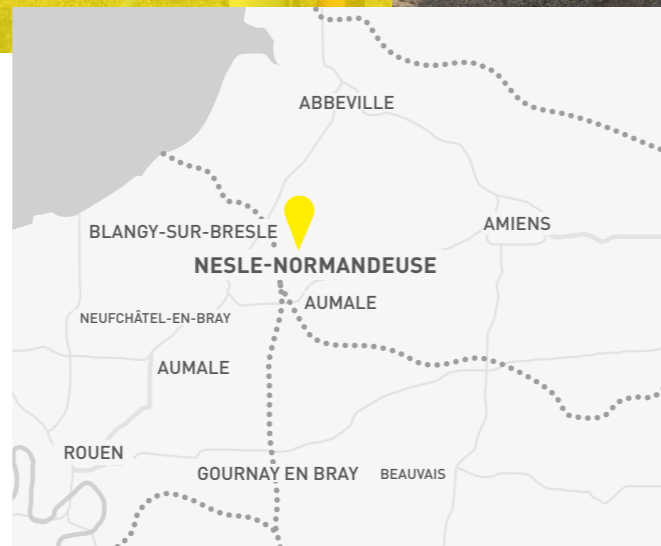 ABBEVILLE
BLANGY-SUR-BRESLE
AMIENS
NESLE-NORMANDEUSE
AUMALE
NEUFCHÂTEL-EN-BRAY
AUMALE
ROUEN
GOURNAY EN BRAY
BEAUVAIS